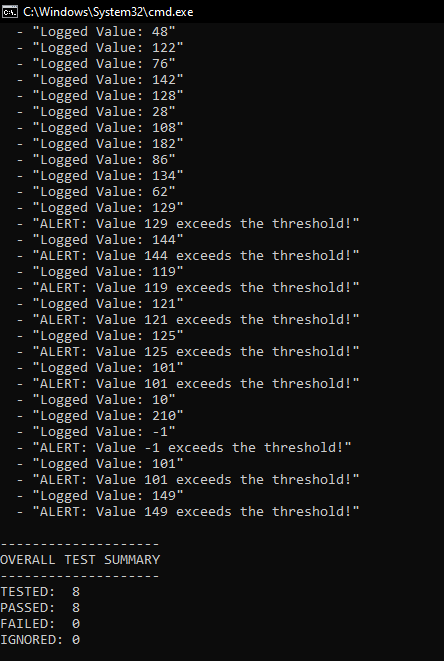 C:\Windows\System32\cmd.exe
- "Logged Value: 48"
- "Logged Value: 122"
- "Logged Value: 76"
- "Logged Value: 142"
- "Logged Value: 128"
- "Logged Value: 28"
- "Logged Value: 108"
- "Logged Value: 182"
- "Logged Value: 86"
- "Logged Value: 134"
- "Logged Value: 62"
- "Logged Value: 129"
- "ALERT: Value 129 exceeds the threshold!"
- "Logged Value: 144"
- "ALERT: Value 144 exceeds the threshold!"
- "Logged Value: 119"
- "ALERT: Value 119 exceeds the threshold!"
- "Logged Value: 121"
- "ALERT: Value 121 exceeds the threshold!"
- "Logged Value: 125"
- "ALERT: Value 125 exceeds the threshold!"
- "Logged Value: 101"
- "ALERT: Value 101 exceeds the threshold!"
- "Logged Value: 10"
- "Logged Value: 210"
- "Logged Value: -1"
- "ALERT: Value -1 exceeds the threshold!"
- "Logged Value: 101"
- "ALERT: Value 101 exceeds the threshold!"
- "Logged Value: 149"
- "ALERT: Value 149 exceeds the threshold!"
--------------------
OVERALL TEST SUMMARY
--------------------
TESTED:  8
PASSED:  8
FAILED:  0
IGNORED: 0